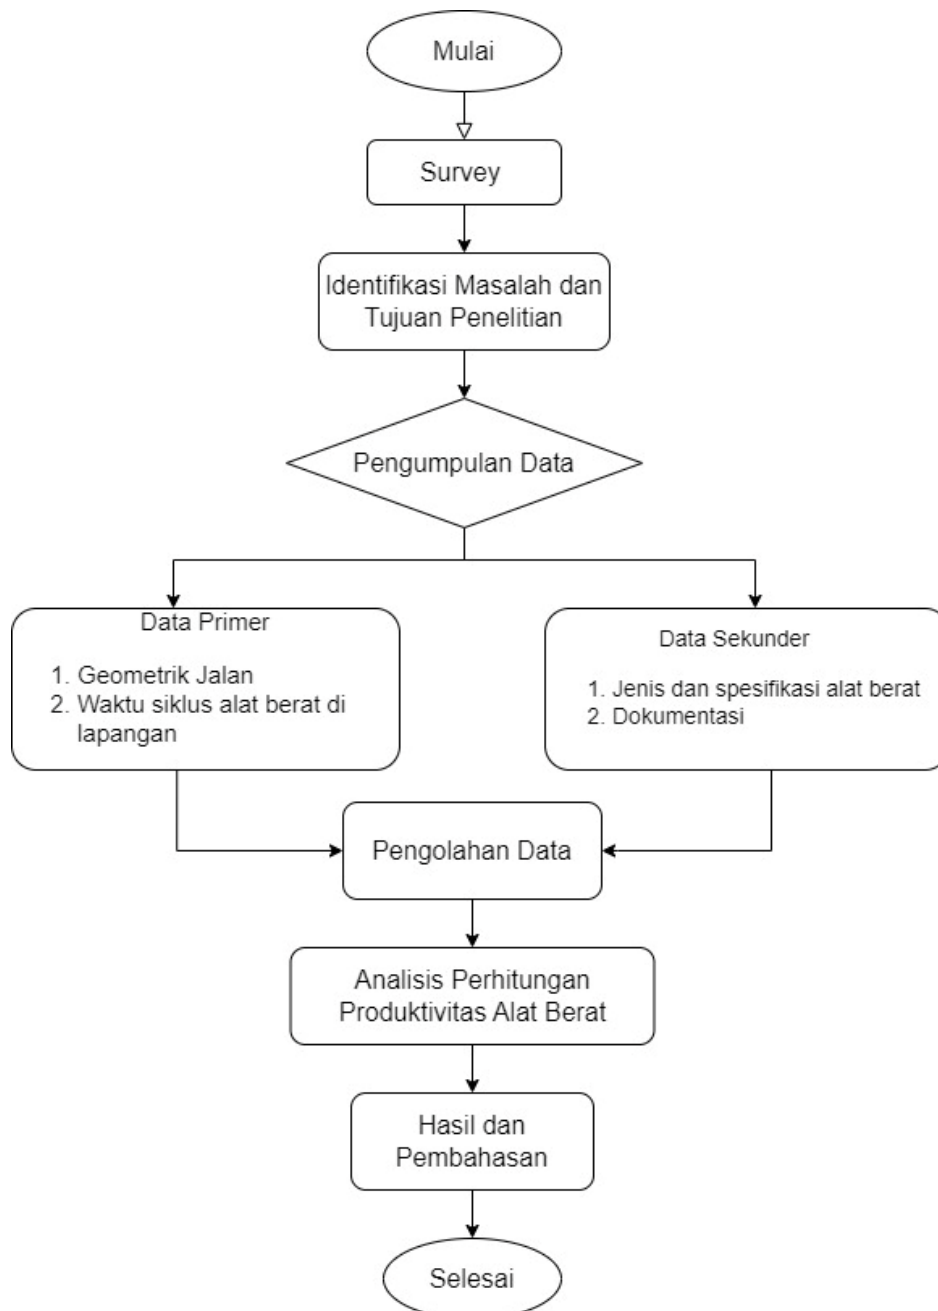 Mulai
Survey
Identifikasi Masalah dan
Tujuan Penelitian
Pengumpulan Data
Data Primer
1. Geometrik Jalan
2. Waktu siklus alat berat di
lapangan
Data Sekunder
1. Jenis dan spesifikasi alat berat
2. Dokumentasi
Pengolahan Data
Analisis Perhitungan
Produktivitas Alat Berat
Hasil dan
Pembahasan
Selesai